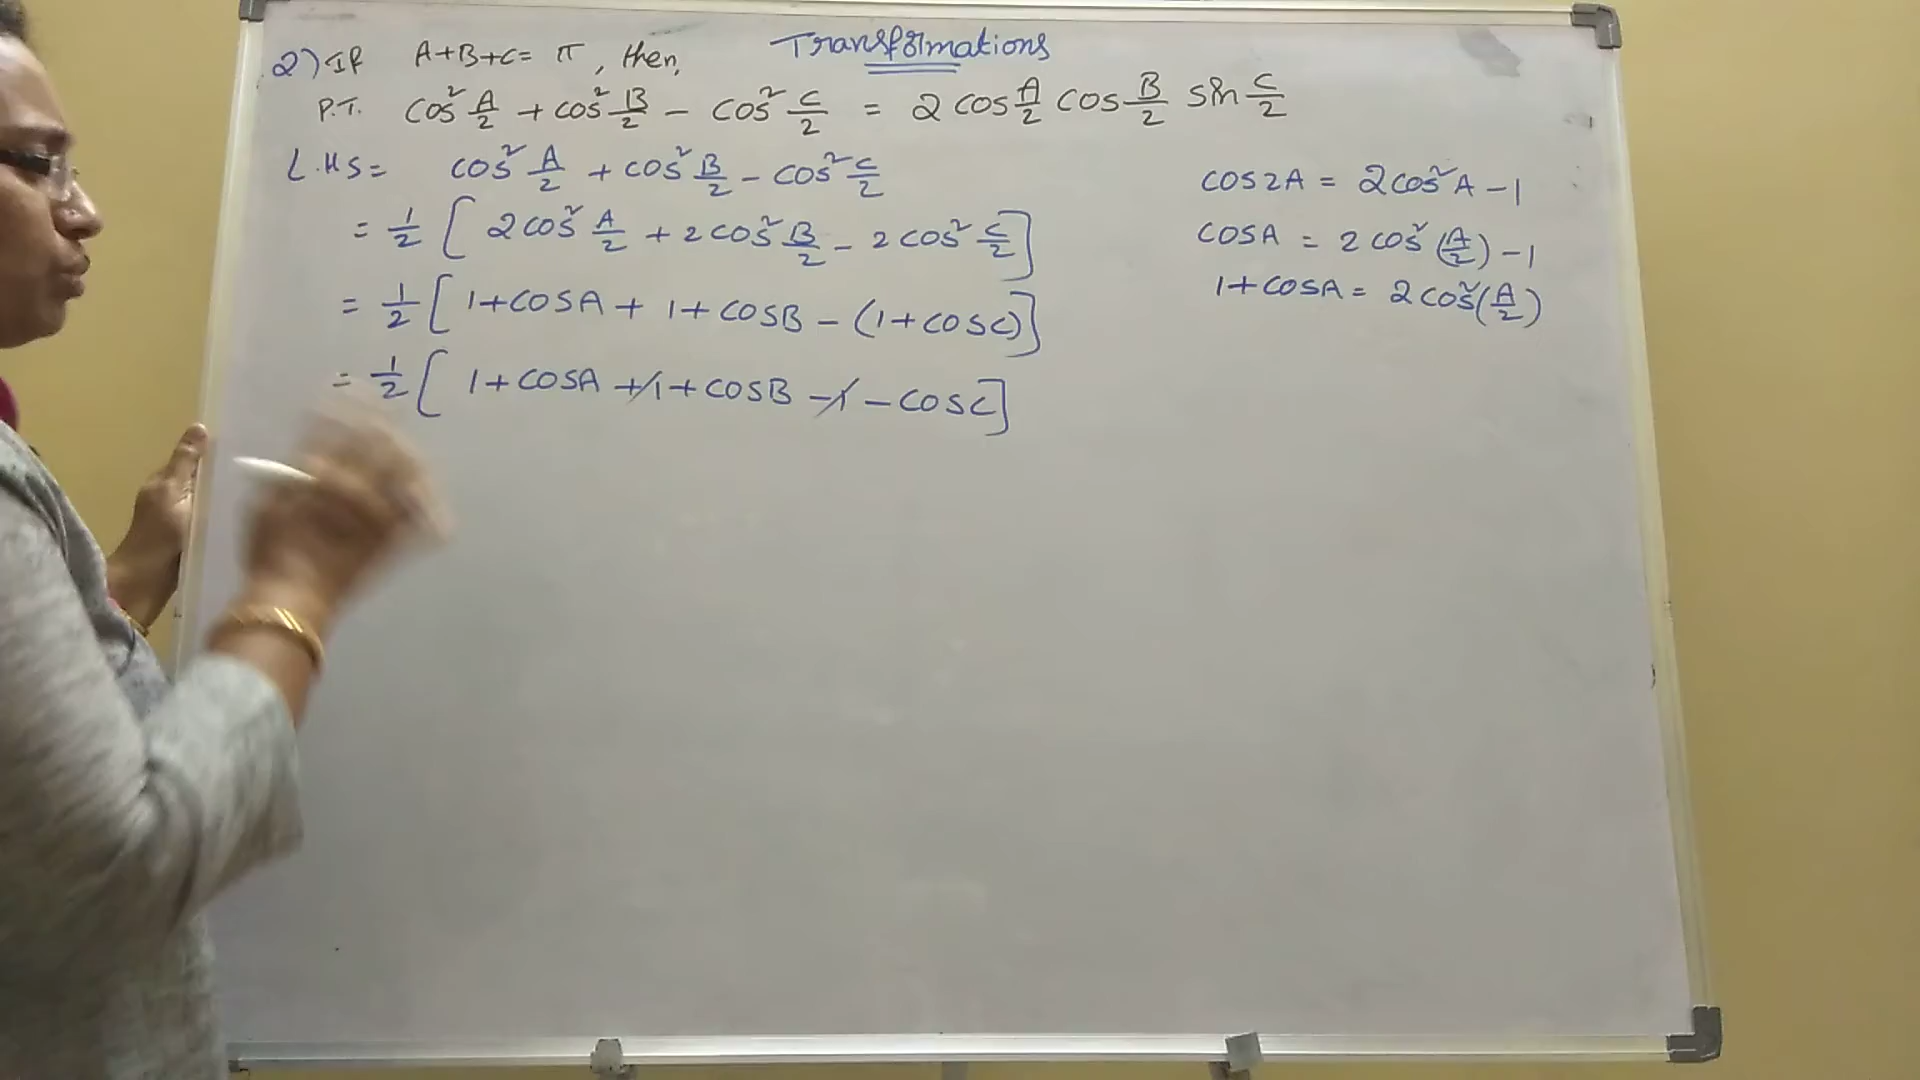 Transformations
2) If A+B+C = π, then,
P.T. cos² A/2 + cos² B/2 - cos² C/2 = 2 cos A/2 cos B/2 sin C/2
L.H.S = cos² A/2 + cos² B/2 - cos² C/2
= 1/2 [ 2cos² A/2 + 2cos² B/2 - 2cos² C/2 ]
= 1/2 [ 1+COSA + 1+COSB - (1+COSC) ]
= 1/2 [ 1+COSA + 1 + COSB - 1 - COSC ]
COS2A = 2cos²A - 1
COSA = 2cos² (A/2) - 1
1+COSA = 2cos² (A/2)